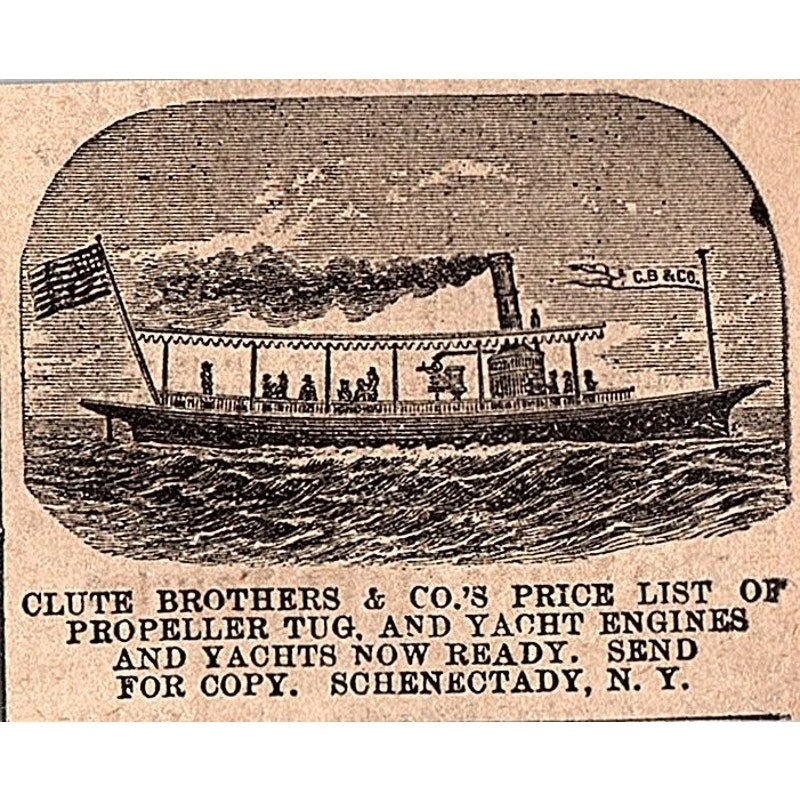 C.B & CO.
CLUTE BROTHERS & CO.'S PRICE LIST OF
PROPELLER TUG, AND YACHT ENGINES
AND YACHTS NOW READY. SEND
FOR COPY. SCHENECTADY, N. Y.